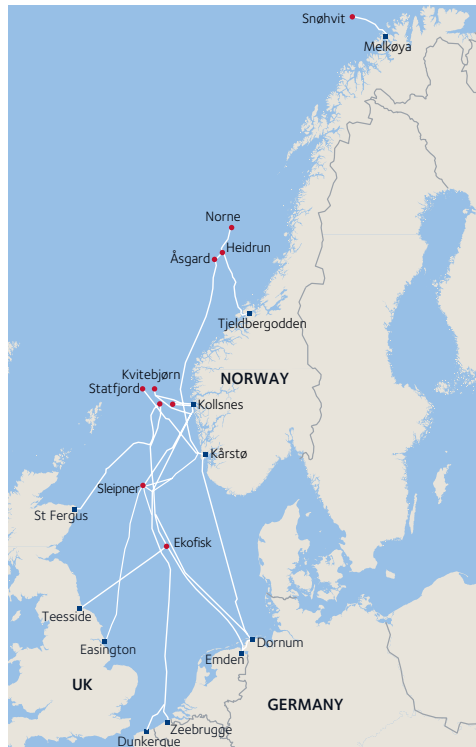 Snøhvit
Melkøya
Norne
Heidrun
Åsgard
Tjeldbergodden
Kvitebjørn
Statfjord
NORWAY
Kollsnes
Kårstø
Sleipner
St Fergus
Ekofisk
Teesside
Easington
Dornum
Emden
UK
GERMANY
Zeebrugge
Dunkerque